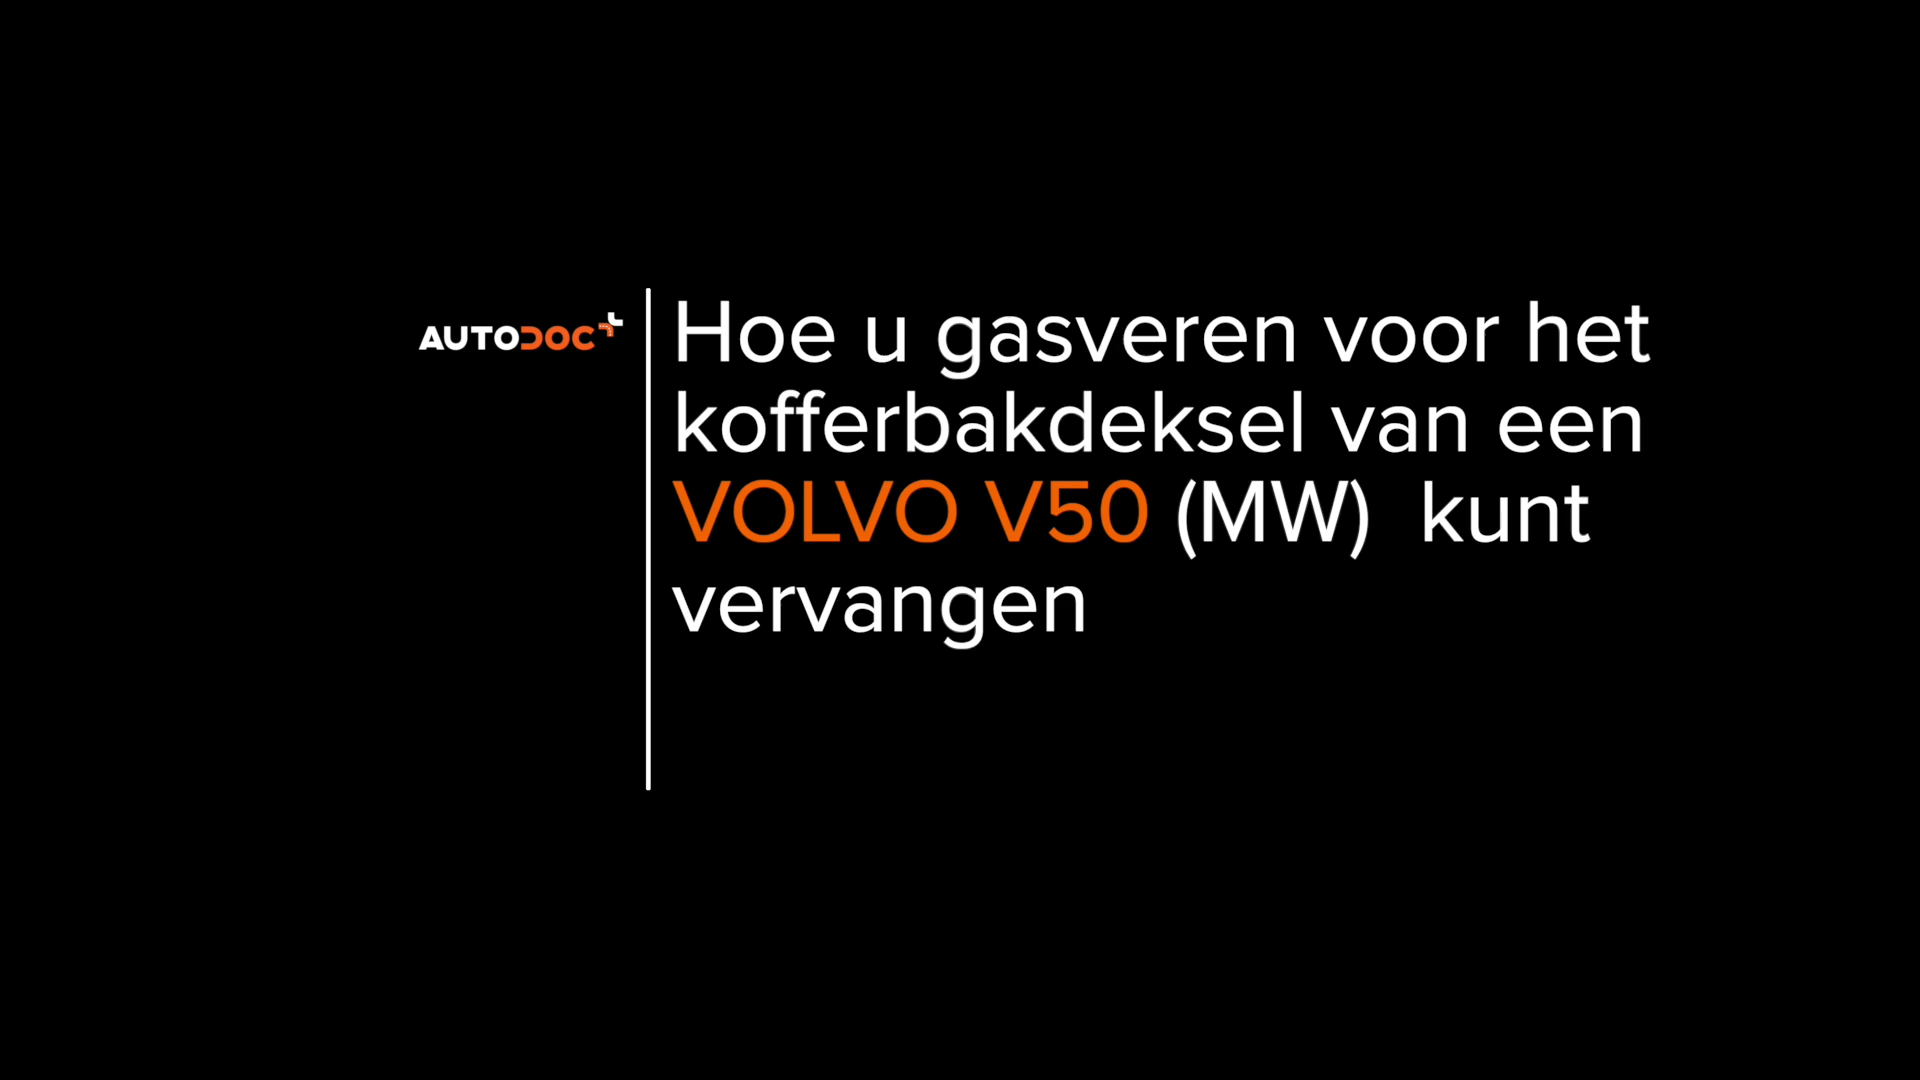 AUTODOC
Hoe u gasveren voor het
kofferbakdeksel van een
VOLVO V50 (MW) kunt
vervangen